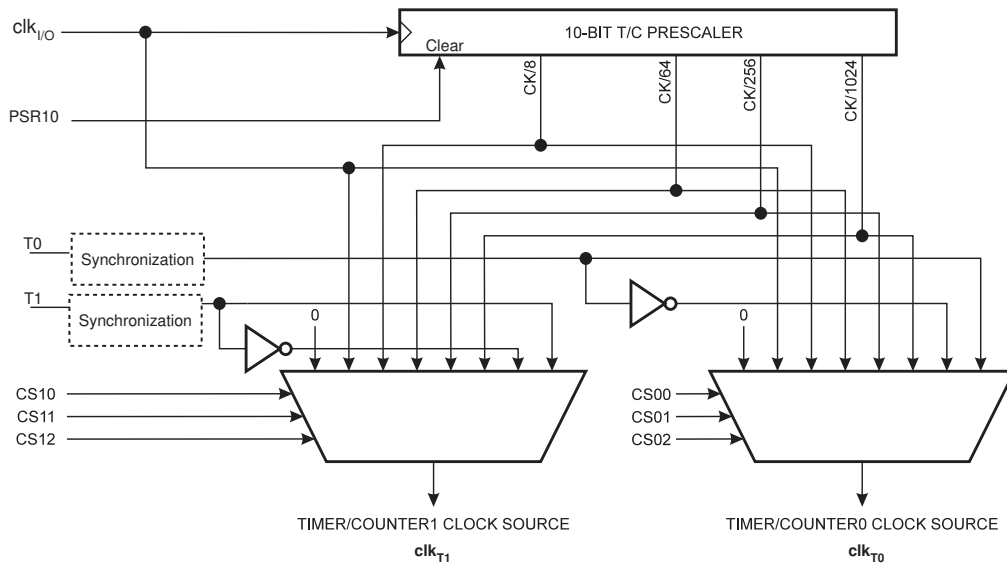 clkI/O
10-BIT T/C PRESCALER
Clear
CK/8
CK/64
CK/256
CK/1024
PSR10
T0
Synchronization
T1
Synchronization
0
0
CS10
CS11
CS12
CS00
CS01
CS02
TIMER/COUNTER1 CLOCK SOURCE
clkT1
TIMER/COUNTER0 CLOCK SOURCE
clkT0